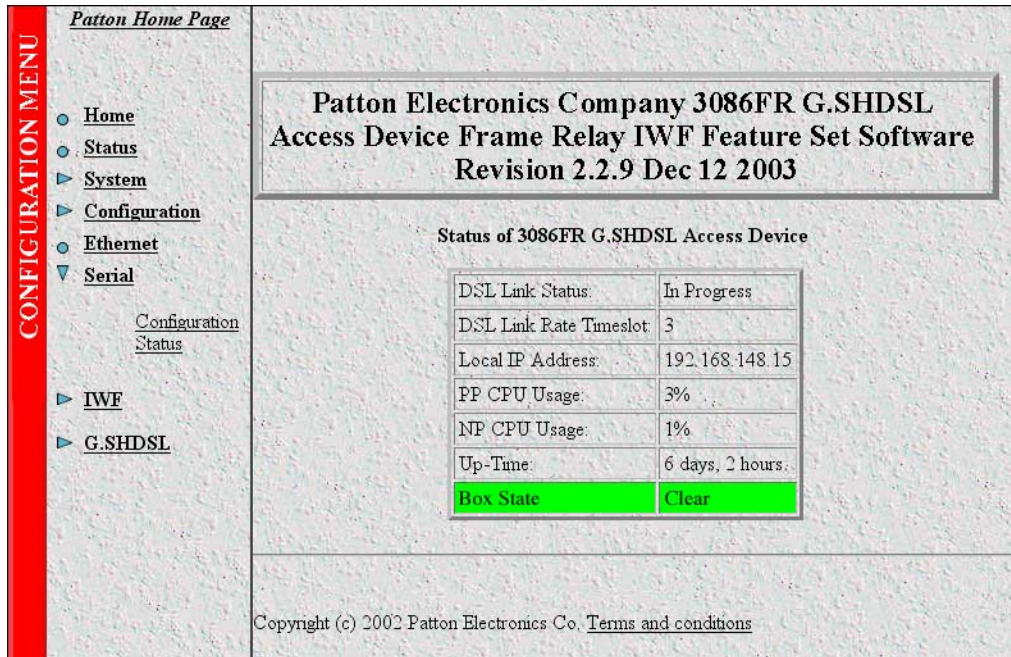 CONFIGURATION MENU
Patton Home Page
Home
Status
System
Configuration
Ethernet
Serial
Configuration
Status
IWF
G.SHDSL
Patton Electronics Company 3086FR G.SHDSL
Access Device Frame Relay IWF Feature Set Software
Revision 2.2.9 Dec 12 2003
Status of 3086FR G.SHDSL Access Device
DSL Link Status: In Progress
DSL Link Rate Timeslot: 3
Local IP Address: 192.168.148.15
PP CPU Usage: 3%
NP CPU Usage: 1%
Up-Time: 6 days, 2 hours.
Box State Clear
Copyright (c) 2002 Patton Electronics Co, Terms and conditions